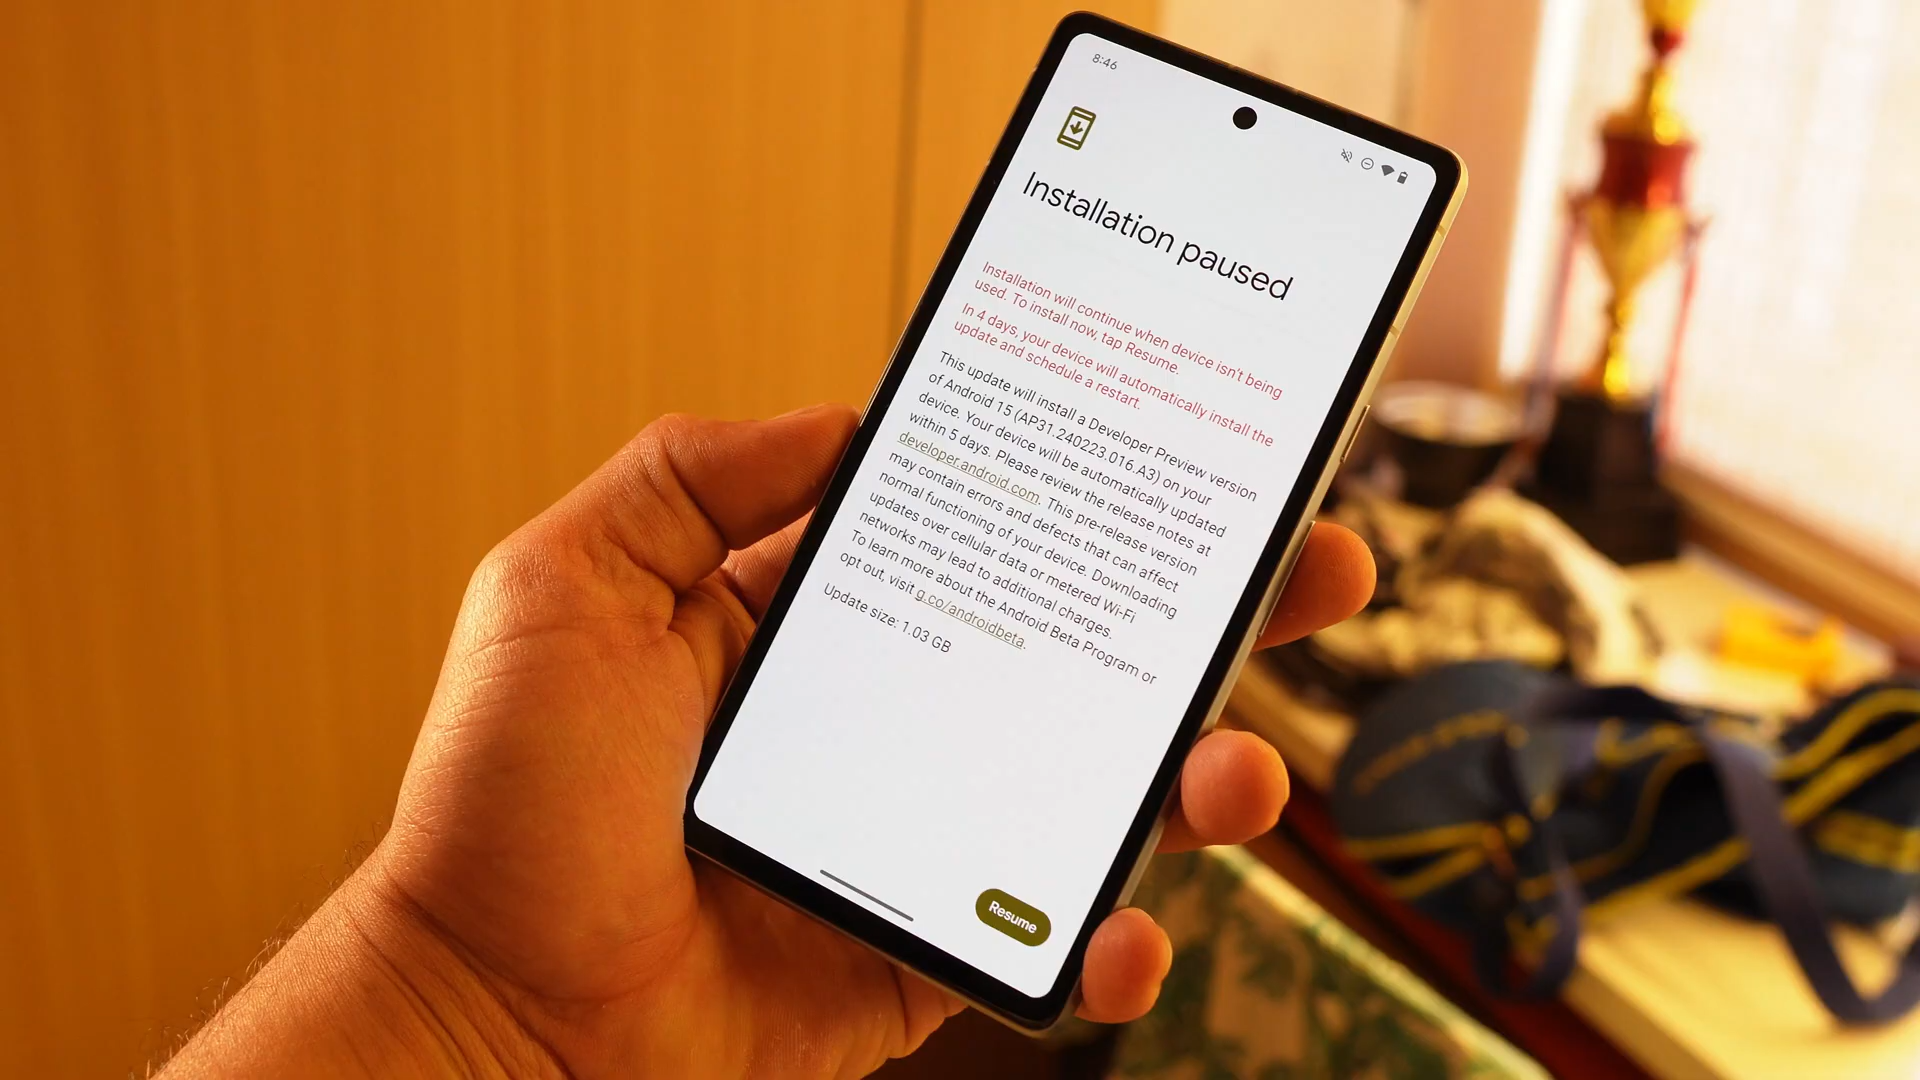 8:46
Installation paused
Installation will continue when device isn't being
used. To install now, tap Resume.
In 4 days, your device will automatically install the
update and schedule a restart.
This update will install a Developer Preview version
of Android 15 (AP31.240223.016.A3) on your
device. Your device will be automatically updated
within 5 days. Please review the release notes at
developer.android.com. This pre-release version
may contain errors and defects that can affect
normal functioning of your device. Downloading
updates over cellular data or metered Wi-Fi
networks may lead to additional charges.
To learn more about the Android Beta Program or
opt out, visit g.co/androidbeta.
Update size: 1.03 GB
Resume